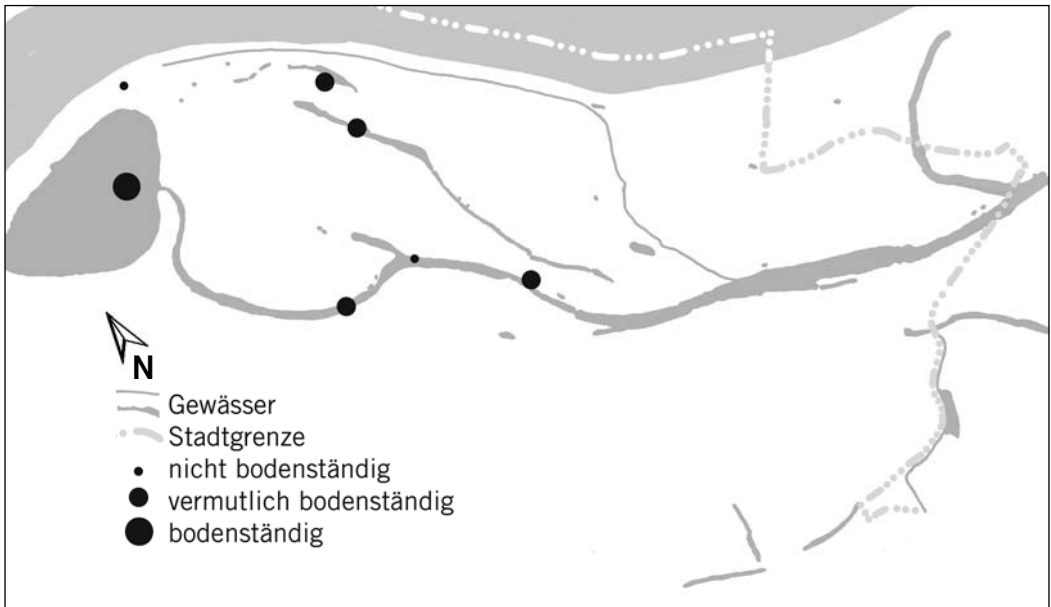 N
Gewässer
Stadtgrenze
nicht bodenständig
vermutlich bodenständig
bodenständig